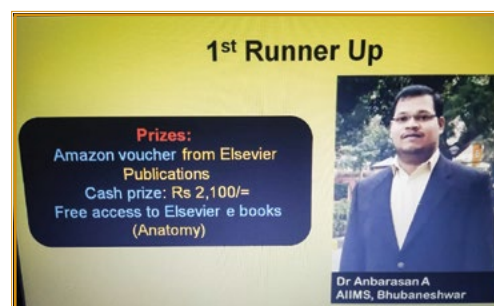 1st Runner Up
Prizes:
Amazon voucher from Elsevier
Publications
Cash prize: Rs 2,100/=
Free access to Elsevier e books
(Anatomy)
Dr Anbarasan A
AIIMS, Bhubaneshwar